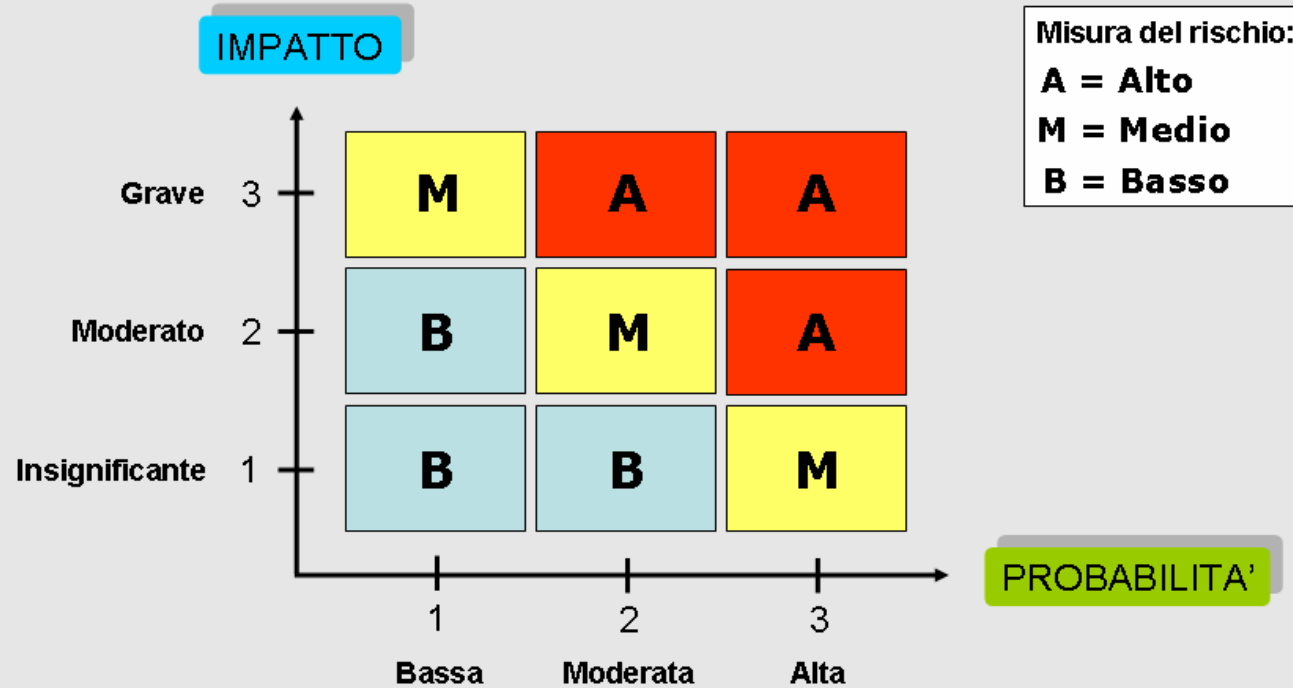 IMPATTO
Misura del rischio:
A = Alto
M = Medio
B = Basso
Grave 3 M A A
Moderato 2 B M A
Insignificante 1 B B M
PROBABILITA'
1 2 3
Bassa Moderata Alta